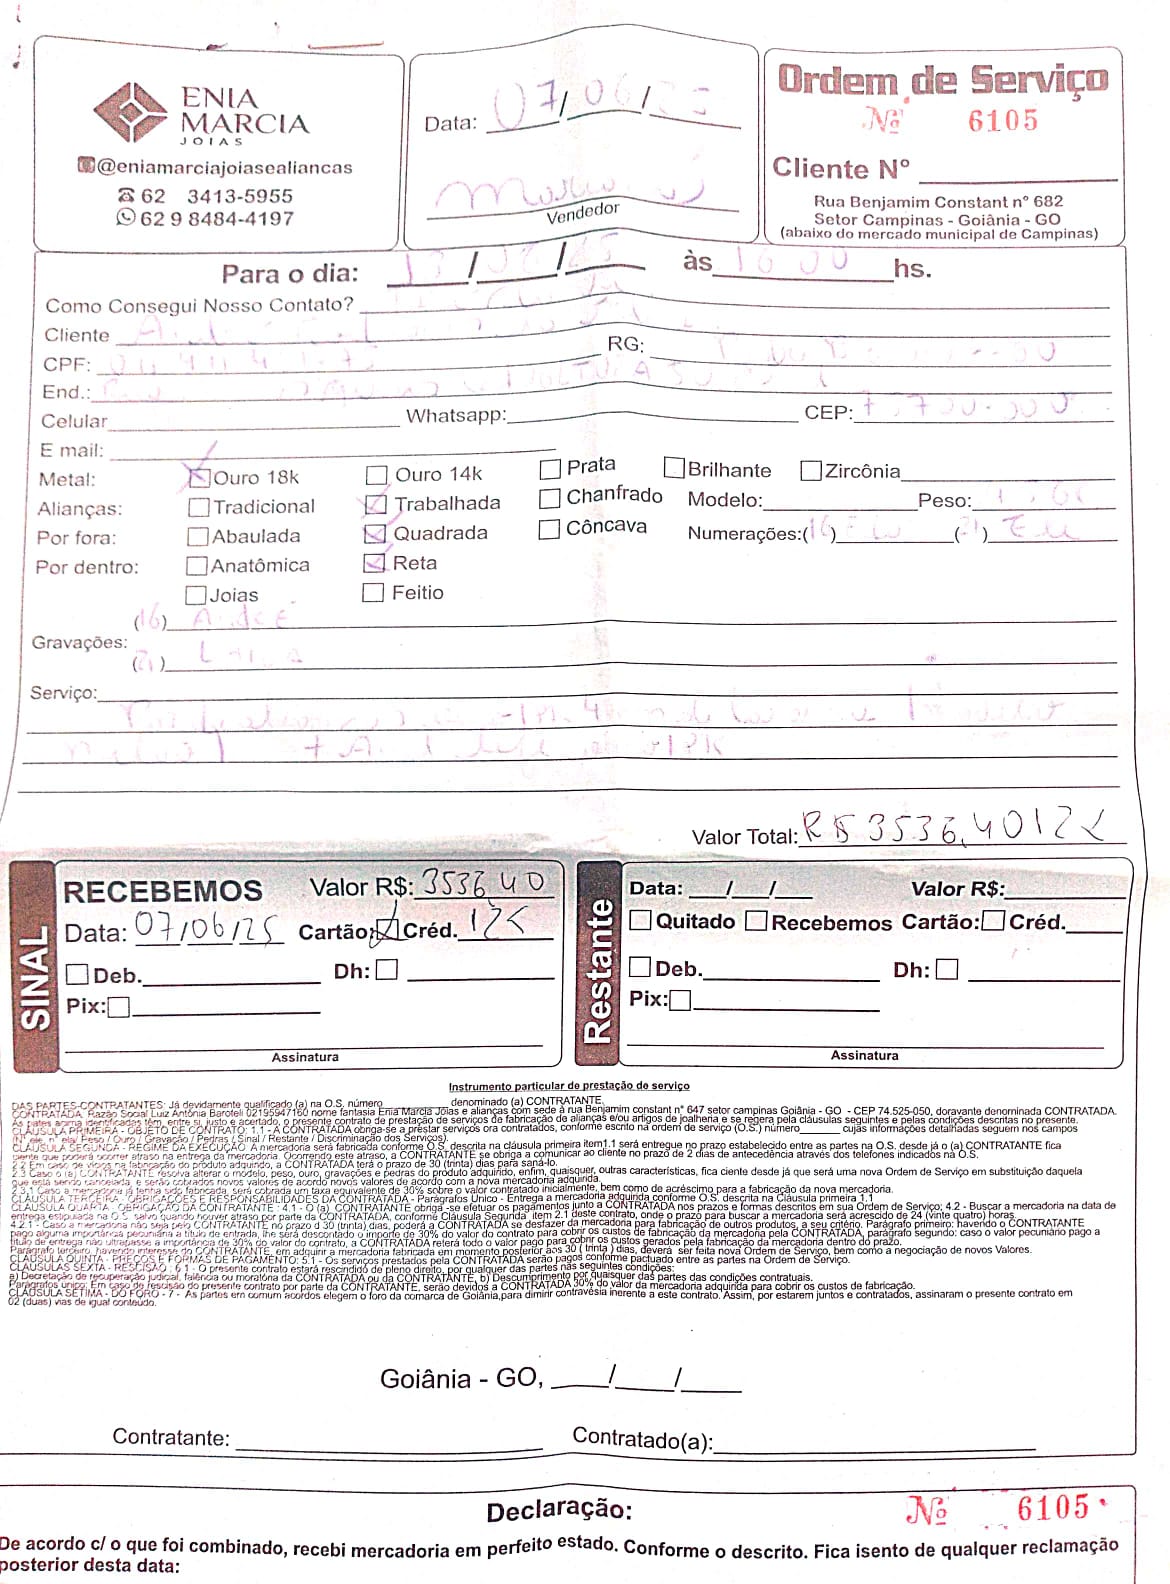 ENIA
MARCIA
JOIAS
@eniamarciajoiasealiancas
62 3413-5955
62 9 8484-4197
Data: 07/06/
Vendedor
Ordem de Serviço
Nº 6105
Cliente Nº
Rua Benjamim Constant n° 682
Setor Campinas - Goiânia - GO
(abaixo do mercado municipal de Campinas)
Para o dia: / / às hs.
Como Consegui Nosso Contato?
Cliente
CPF: RG:
End.:
Celular Whatsapp: CEP:
E mail:
Metal: Ouro 18k Ouro 14k Prata Brilhante Zircônia
Alianças: Tradicional Trabalhada Chanfrado Modelo: Peso:
Por fora: Abaulada Quadrada Côncava Numerações:(16) ( )
Por dentro: Anatômica Reta
Joias Feitio
(16) André
Gravações:
(21)
Serviço:
Valor Total: R$ 3536,40 12X
SINAL
RECEBEMOS Valor R$: 3536,40
Data: 07/06/25 Cartão: Créd. 12X
Deb. Dh:
Pix:
Assinatura
Restante
Data: / / Valor R$:
Quitado Recebemos Cartão: Créd.
Deb. Dh:
Pix:
Assinatura
Instrumento particular de prestação do serviço
DAS PARTES-CONTRATANTES: Já devidamente qualificado (a) na O.S. número denominado (a) CONTRATANTE,
CONTRATADA, Razão Social Luiz Antônia Baroteli 02195947160 nome fantasia Enia Marcia Joias e alianças com sede à rua Benjamim constant n° 647 setor campinas Goiânia - GO - CEP 74.525-050, doravante denominada CONTRATADA.
As partes acima identificadas têm, entre si, justo e acertado, o presente contrato de prestação de serviços de fabricação de alianças e/ou artigos de joalheria e se regera pela cláusulas seguintes e pelas condições descritas no presente.
CLÁUSULA PRIMEIRA - OBJETO DE CONTRATO: 1.1 - A CONTRATADA obriga-se a prestar serviços ora contratados, conforme escrito na ordem de serviço (O.S.) número cujas informações detalhadas seguem nos campos
(N° ele, n° ela/ Peso / Ouro / Gravação / Pedras / Sinal / Restante / Discriminação dos Serviços).
CLÁUSULA SEGUNDA - REGIME DA EXECUÇÃO. A mercadoria será fabricada conforme O.S. descrita na cláusula primeira item1.1 será entregue no prazo estabelecido entre as partes na O.S. desde já o (a) CONTRATANTE fica
ciente que poderá ocorrer atraso na entrega da mercadoria. Ocorrendo este atraso, a CONTRATANTE se obriga a comunicar ao cliente no prazo de 2 dias de antecedência através dos telefones indicados na O.S.
2.2 Em caso de vícios na fabricação do produto adquirido, a CONTRATADA terá o prazo de 30 (trinta) dias para saná-lo.
2.3 Caso o (a) CONTRATANTE resolva alterar o modelo, peso, ouro, gravações e pedras do produto adquirido, enfim, quaisquer, outras características, fica ciente desde já que será uma nova Ordem de Serviço em substituição daquela
que está sendo cancelada, e serão cobrados novos valores de acordo novos valores de acordo com a nova mercadoria adquirida.
2.3.1 Caso a mercadoria já tenha sido fabricada, será cobrada um taxa equivalente de 30% sobre o valor contratado inicialmente, bem como de acréscimo para a fabricação da nova mercadoria.
CLÁUSULA TERCEIRA - OBRIGAÇÕES E RESPONSABILIDADES DA CONTRATADA - Parágrafos Único - Entrega a mercadoria adquirida conforme O.S. descrita na Cláusula primeira 1.1
CLÁUSULA QUARTA - OBRIGAÇÃO DA CONTRATANTE : 4.1 - O (a) CONTRATANTE obriga -se efetuar os pagamentos junto a CONTRATADA nos prazos e formas descritos em sua Ordem de Serviço; 4.2 - Buscar a mercadoria na data de
entrega estipulada na O.S. salvo quando houver atraso por parte da CONTRATADA, conforme Cláusula Segunda item 2.1 deste contrato, onde o prazo para buscar a mercadoria será acrescido de 24 (vinte quatro) horas.
4.2.1 - Caso a mercadoria não seja pelo CONTRATANTE no prazo d 30 (trinta) dias, poderá a CONTRATADA se desfazer da mercadoria para fabricação de outros produtos, a seu critério. Parágrafo primeiro: havendo o CONTRATANTE
pago alguma importância pecuniária a título de entrada, lhe será descontado o importe de 30% do valor do contrato para cobrir os custos de fabricação da mercadoria pela CONTRATADA, parágrafo segundo: caso o valor pecuniário pago a
título de entrega não ultrapasse a importância de 30% do valor do contrato, a CONTRATADA reterá todo o valor pago para cobrir os custos gerados pela fabricação da mercadoria dentro do prazo.
Parágrafo terceiro, havendo interesse do CONTRATANTE, em adquirir a mercadoria fabricada em momento posterior aos 30 ( trinta ) dias, deverá ser feita nova Ordem de Serviço, bem como a negociação de novos Valores.
CLÁUSULA QUINTA - PREÇOS E FORMAS DE PAGAMENTO: 5.1 - Os serviços prestados pela CONTRATADA serão pagos conforme pactuado entre as partes na Ordem de Serviço.
CLÁUSULAS SEXTA - RESCISÃO : 6.1 - O presente contrato estará rescindido de pleno direito, por qualquer das partes nas seguintes condições:
a) Decretação de recuperação judicial, falência ou moratória da CONTRATADA ou da CONTRATANTE, b) Descumprimento por quaisquer das partes das condições contratuais.
Parágrafos único: Em caso de rescisão do presente contrato por parte da CONTRATANTE, serão devidos a CONTRATADA 30% do valor da mercadoria adquirida para cobrir os custos de fabricação.
CLÁUSULA SÉTIMA - DO FORO - 7 - As partes em comum acordos elegem o foro da comarca de Goiânia,para dimirir contravésia inerente a este contrato. Assim, por estarem juntos e contratados, assinaram o presente contrato em
02 (duas) vias de igual conteúdo.
Goiânia - GO, / /
Contratante: Contratado(a):
Declaração: Nº 6105
De acordo c/ o que foi combinado, recebi mercadoria em perfeito estado. Conforme o descrito. Fica isento de qualquer reclamação
posterior desta data: